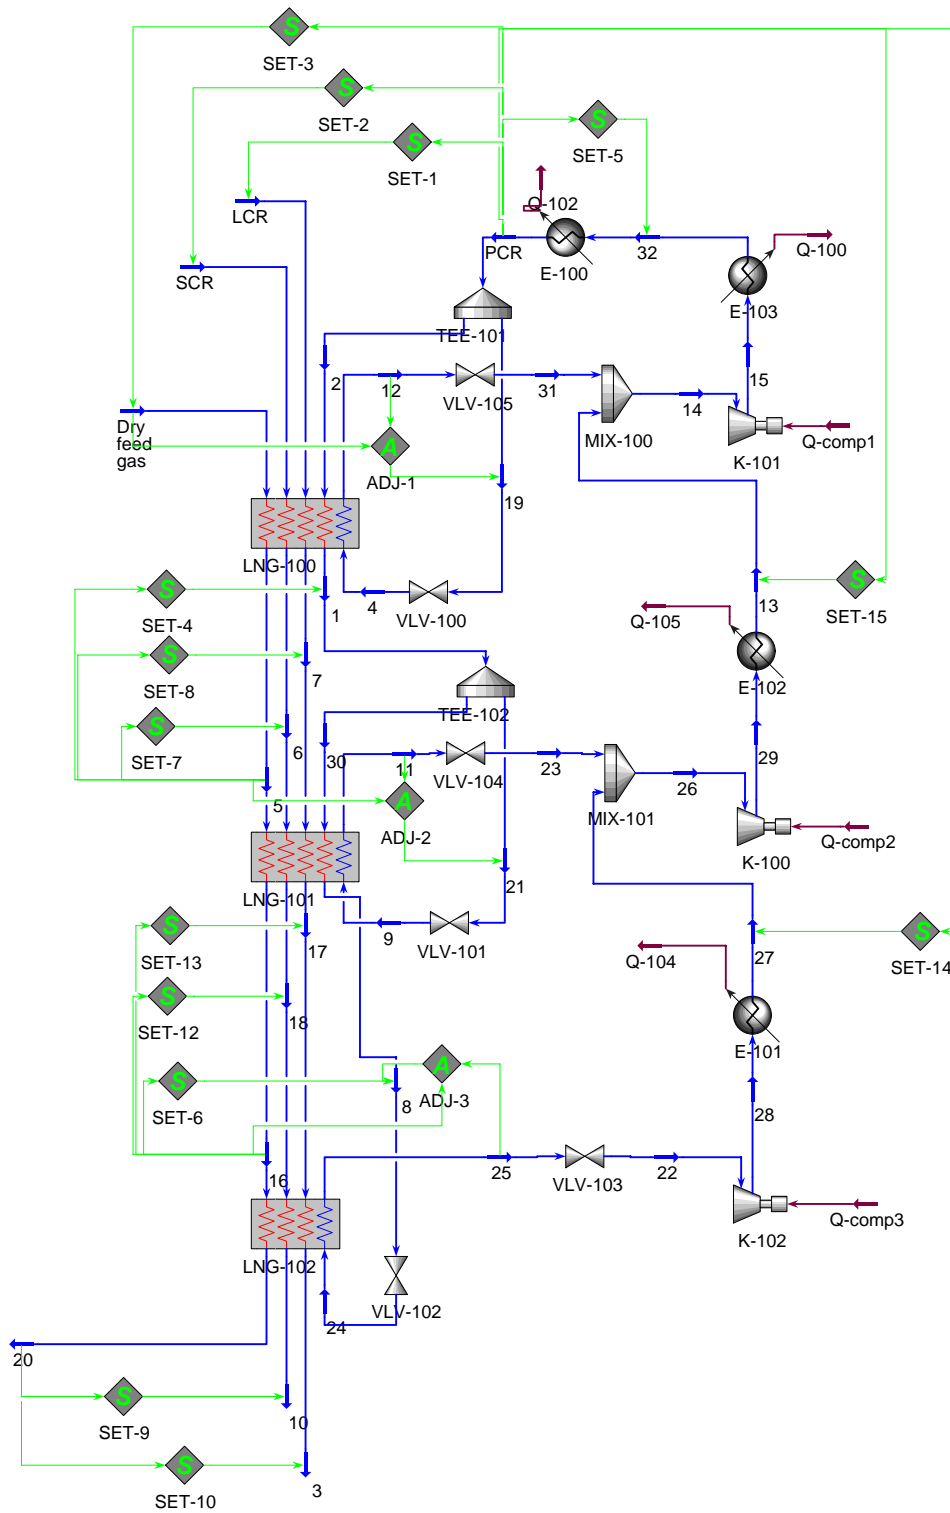 S
SET-3
S
SET-2
S
SET-5
S
SET-1
Q-102
LCR
PCR
32
Q-100
E-100
SCR
E-103
TEE-101
2
12
15
VLV-105
31
14
Dry
feed
gas
MIX-100
Q-comp1
A
K-101
ADJ-1
19
LNG-100
S
4
VLV-100
1
S
13
SET-4
SET-15
Q-105
S
7
E-102
SET-8
TEE-102
S
6
30
11
23
29
SET-7
VLV-104
26
5
A
MIX-101
ADJ-2
K-100
Q-comp2
21
LNG-101
S
17
9
VLV-101
27
S
SET-13
Q-104
SET-14
S
18
SET-12
E-101
A
S
8
ADJ-3
28
SET-6
16
25
VLV-103
22
LNG-102
K-102
Q-comp3
24
VLV-102
20
S
10
SET-9
S
3
SET-10